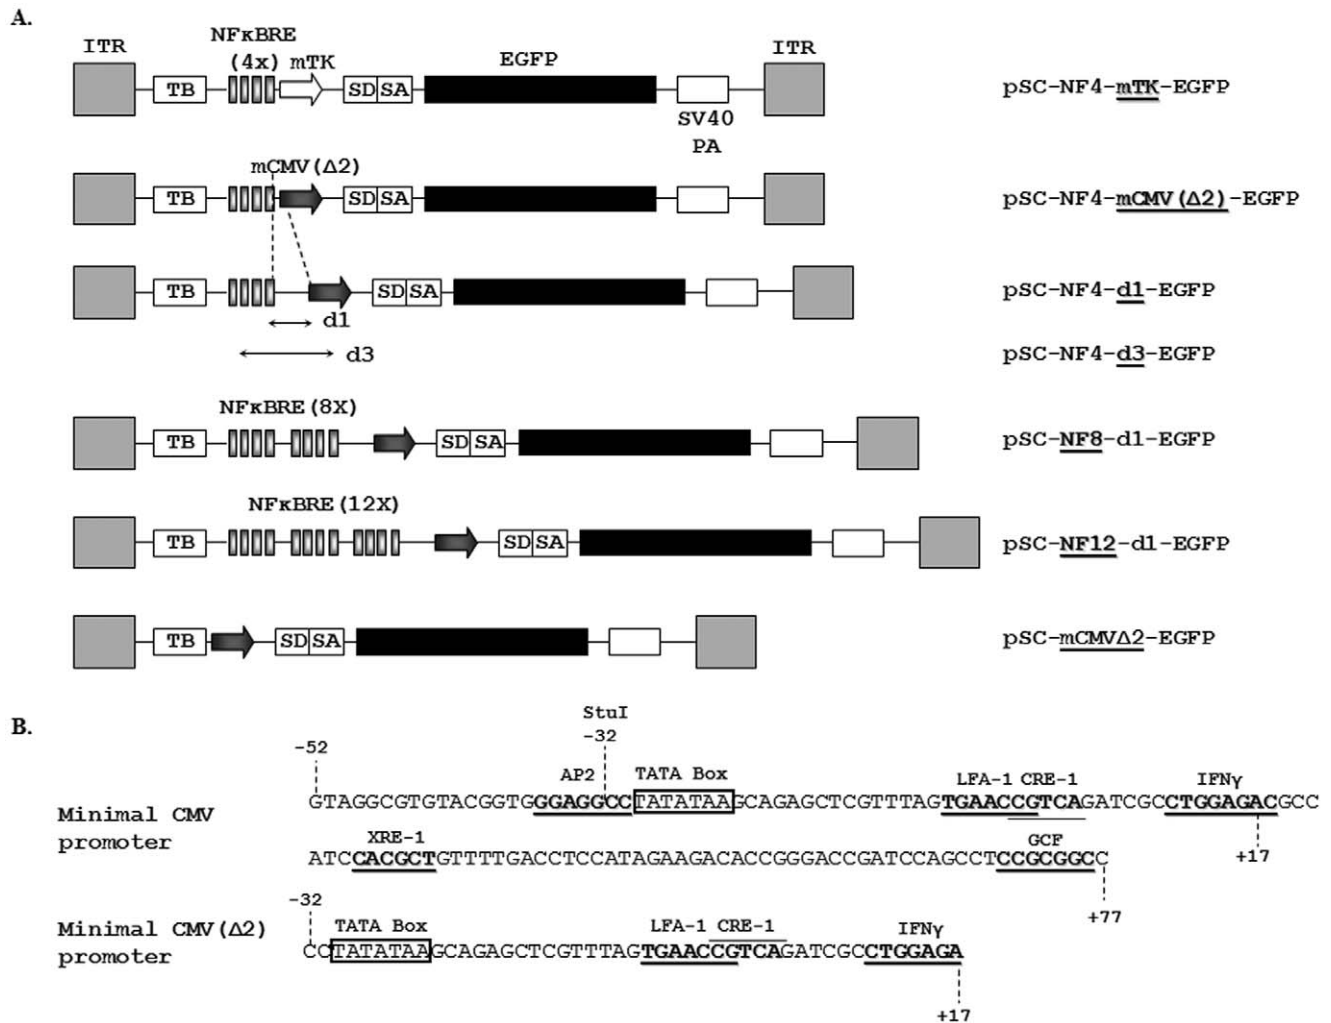 A.
ITR NFκBRE (4x) mTK EGFP ITR
TB SD SA
SV40 PA
pSC-NF4-mTK-EGFP
mCMV(Δ2)
TB SD SA
pSC-NF4-mCMV(Δ2)-EGFP
TB SD SA
pSC-NF4-d1-EGFP
d1
d3
pSC-NF4-d3-EGFP
NFκBRE(8X)
TB SD SA
pSC-NF8-d1-EGFP
NFκBRE(12X)
TB SD SA
pSC-NF12-d1-EGFP
TB SD SA
pSC-mCMVΔ2-EGFP
B.
StuI
-52 -32
AP2 TATA Box LFA-1 CRE-1 IFNγ
Minimal CMV promoter
GTAGGCGTGTACGGTGGGAGGCCTATATAAGCAGAGCTCGTTTAGTGAACCGTCAGATCGCCTGGAGACGCC
XRE-1 GCF
+17
ATCCACGCTGTTTTGACCTCCATAGAAGACACCGGGACCGATCCAGCCTCCGCGGCC
+77
-32
TATA Box LFA-1 CRE-1 IFNγ
Minimal CMV(Δ2) promoter
CCTATATAAGCAGAGCTCGTTTAGTGAACCGTCAGATCGCCTGGAGA
+17